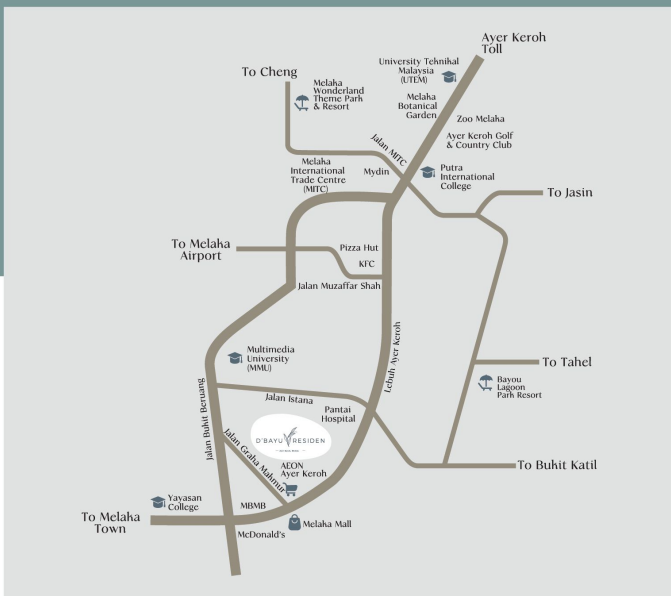 Ayer Keroh
Toll
University Tehnikal
Malaysia
(UTEM)
To Cheng
Melaka
Wonderland
Theme Park
& Resort
Melaka
Botanical
Garden
Zoo Melaka
Ayer Keroh Golf
& Country Club
Jalan MITC
Melaka
International
Trade Centre
(MITC)
Mydin
Putra
International
College
To Jasin
To Melaka
Airport
Pizza Hut
KFC
Jalan Muzaffar Shah
Lebuh Ayer Keroh
Multimedia
University
(MMU)
To Tahel
Bayou
Lagoon
Park Resort
Jalan Bukit Beruang
Jalan Istana
Pantai
Hospital
D'BAYU RESIDEN
Jalan Graha Makmur
AEON
Ayer Keroh
To Bukit Katil
Yayasan
College
MBMB
To Melaka
Town
McDonald's
Melaka Mall